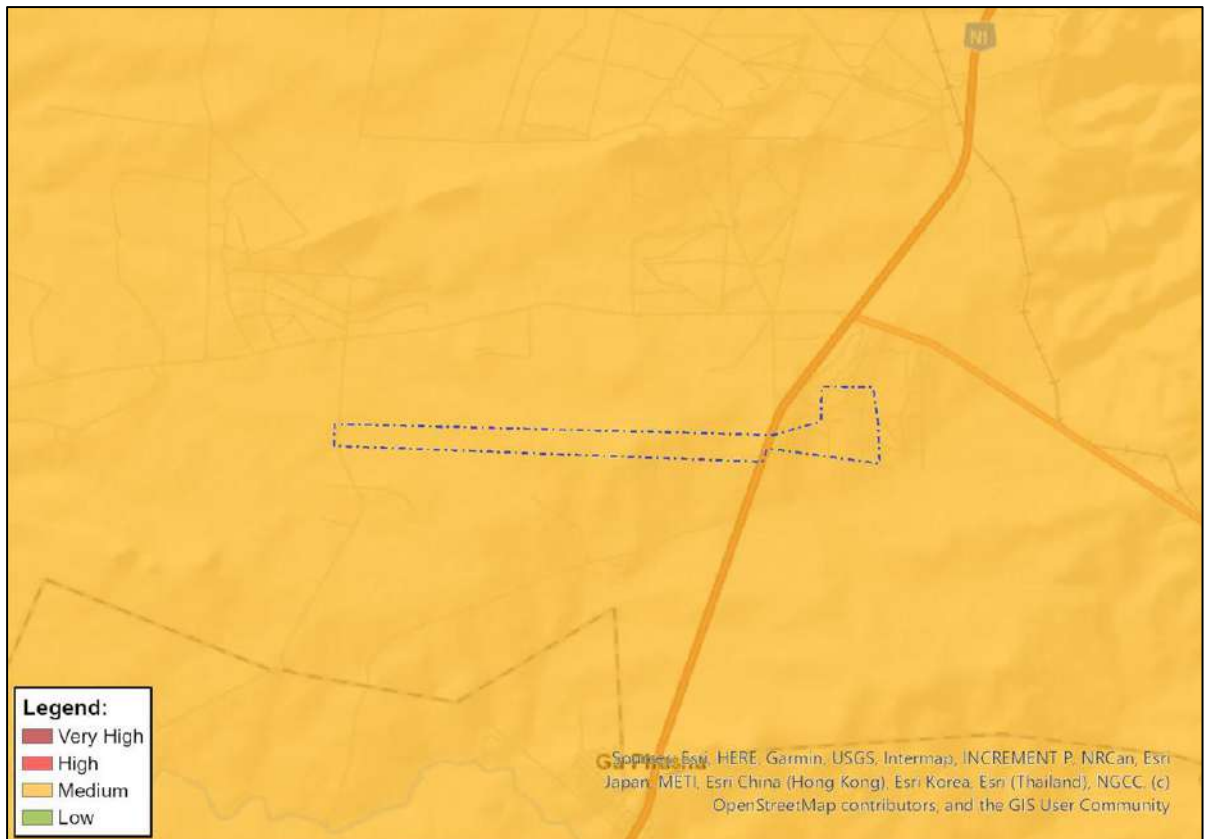 N1
Legend:
Very High
High
Medium
Low
Sources: Esri, HERE, Garmin, USGS, Intermap, INCREMENT P, NRCan, Esri
Japan, METI, Esri China (Hong Kong), Esri Korea, Esri (Thailand), NGCC, (c)
OpenStreetMap contributors, and the GIS User Community